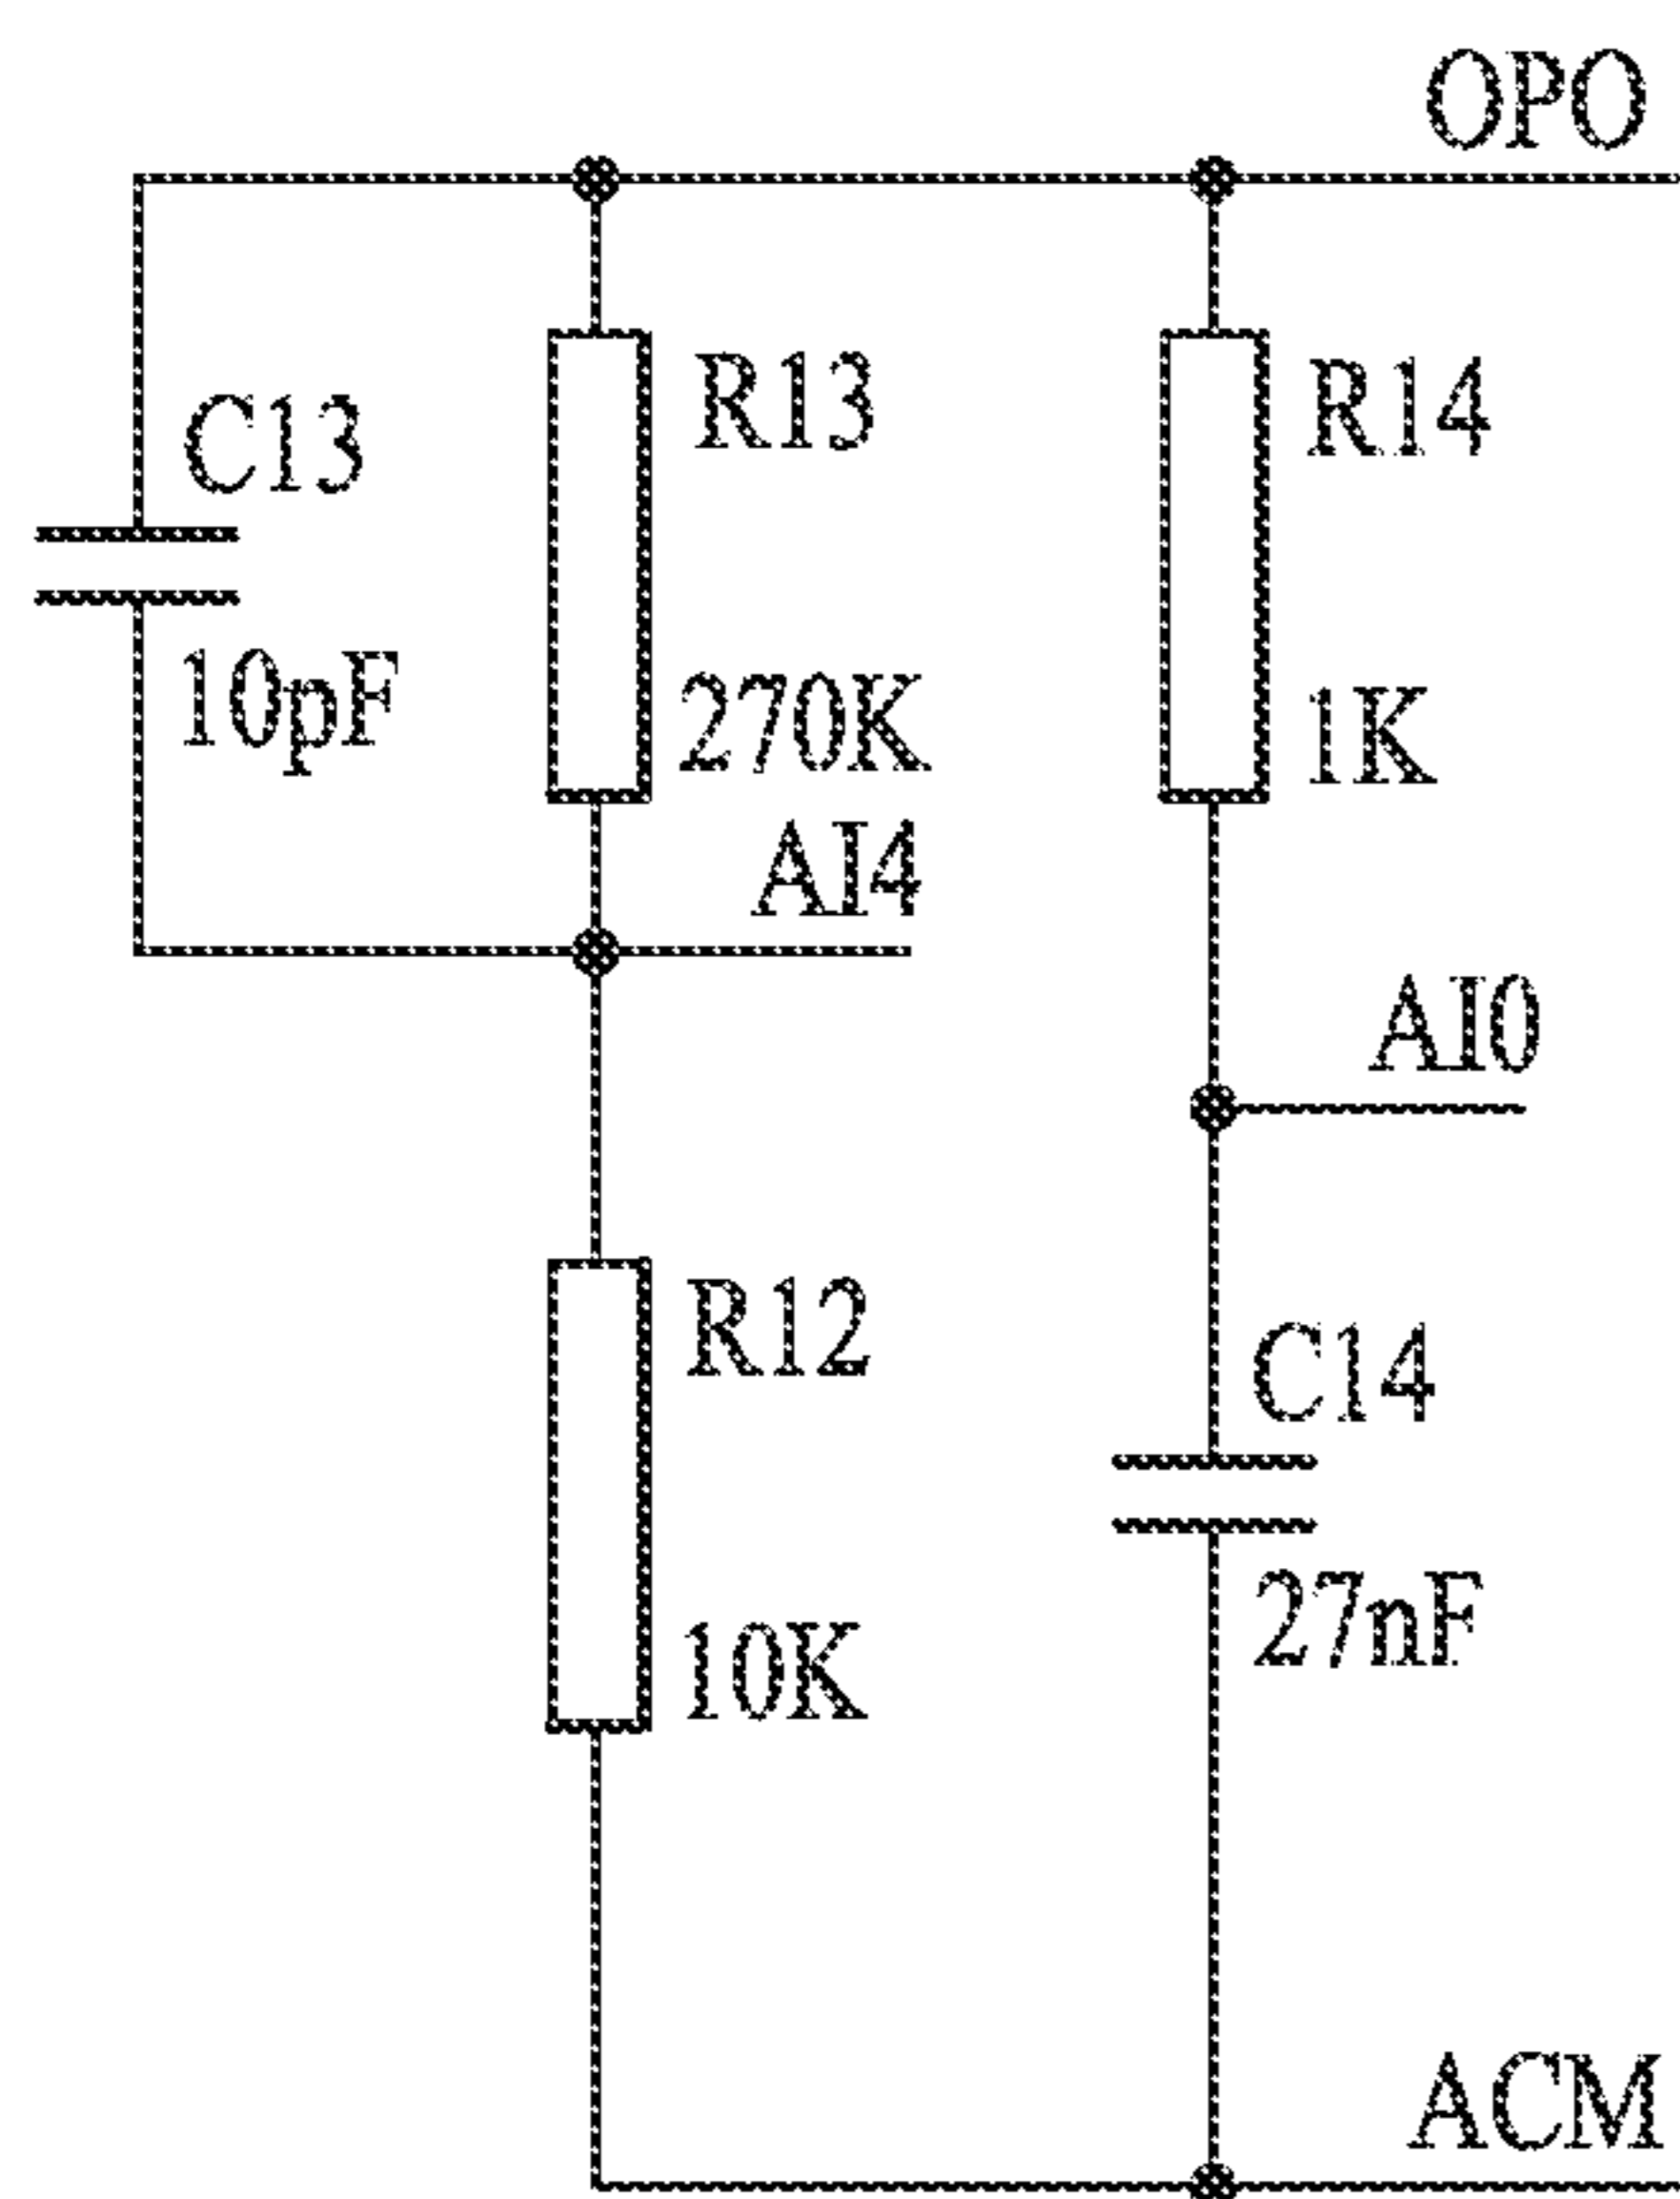 OPO
R13
R14
C13
10pF
270K
1K
AI4
AI0
R12
C14
27nF
10K
ACM